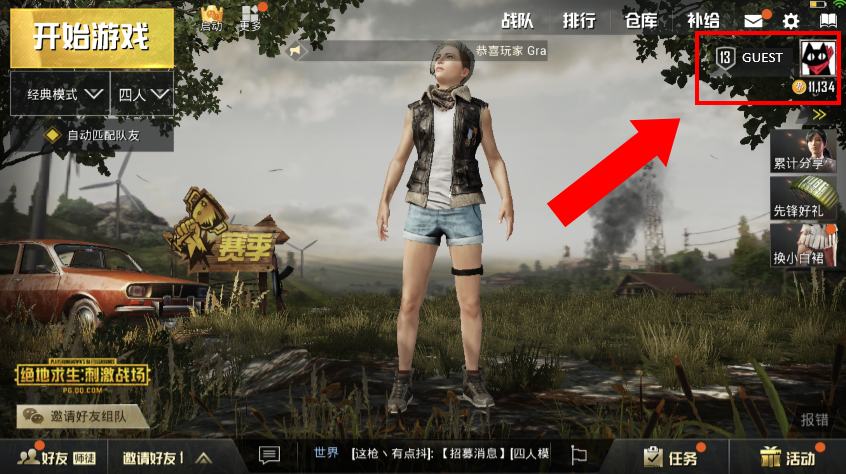 开始游戏
启动
更多
战队
排行
仓库
补给
恭喜玩家 Gra
13
GUEST
11,134
经典模式
四人
自动匹配队友
累计分享
先锋好礼
换小白裙
赛季
PLAYERUNKNOWN'S BATTLEGROUNDS
绝地求生:刺激战场
PG.QQ.COM
邀请好友组队
报错
好友
师徒
邀请好友1
世界
[这枪丶有点抖]:【招募消息】[四人模
任务
活动